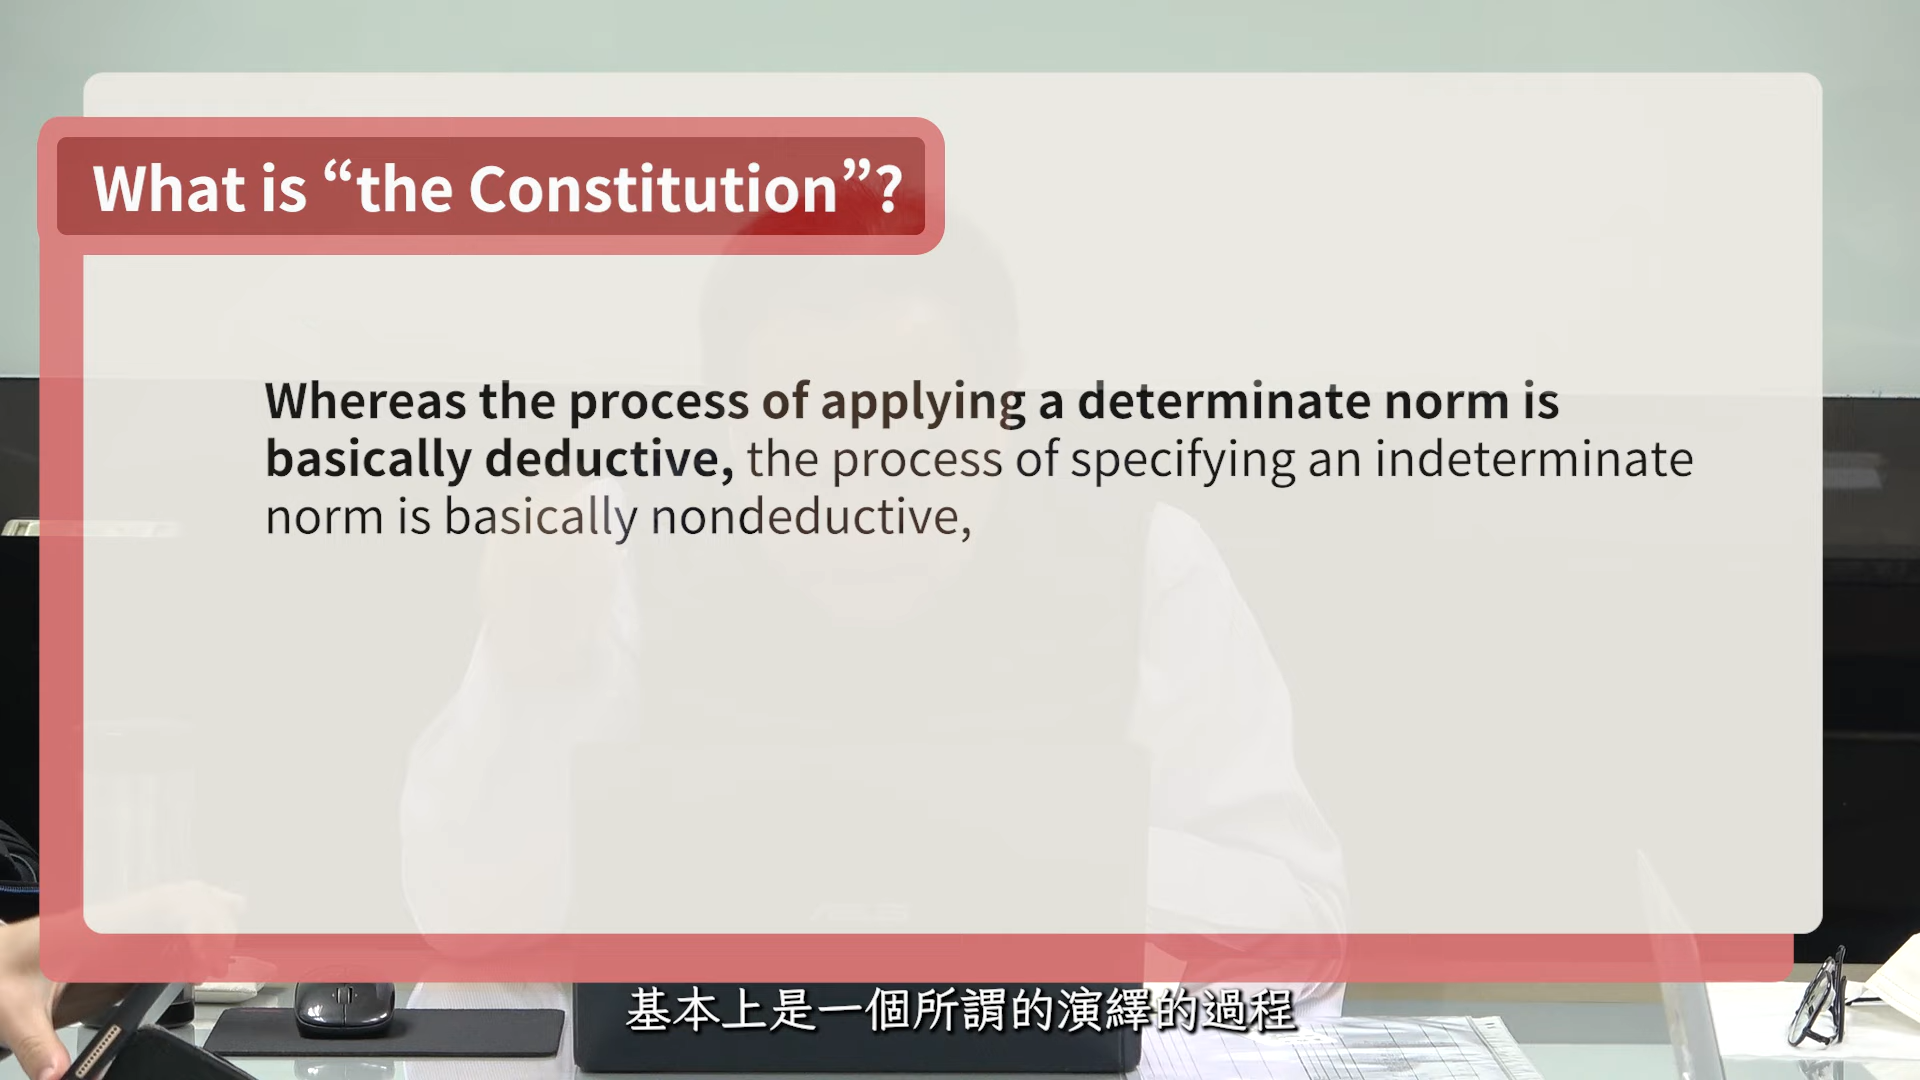 What is “the Constitution”?
Whereas the process of applying a determinate norm is
basically deductive, the process of specifying an indeterminate
norm is basically nondeductive,
基本上是一個所謂的演繹的過程